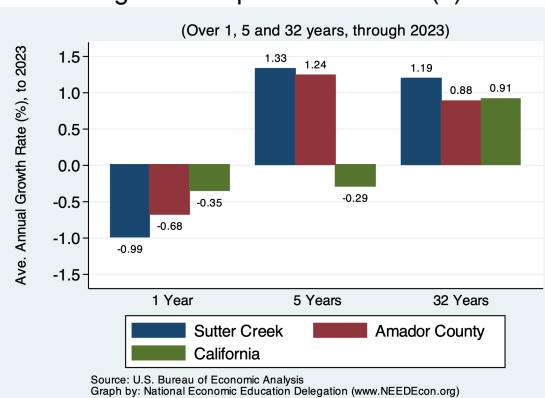 (Over 1, 5 and 32 years, through 2023)
Ave. Annual Growth Rate (%), to 2023
1.5
1.0
0.5
0.0
-0.5
-1.0
-1.5
-0.99
-0.68
-0.35
1.33
1.24
-0.29
1.19
0.88
0.91
1 Year
5 Years
32 Years
Sutter Creek
Amador County
California
Source: U.S. Bureau of Economic Analysis
Graph by: National Economic Education Delegation (www.NEEDEcon.org)